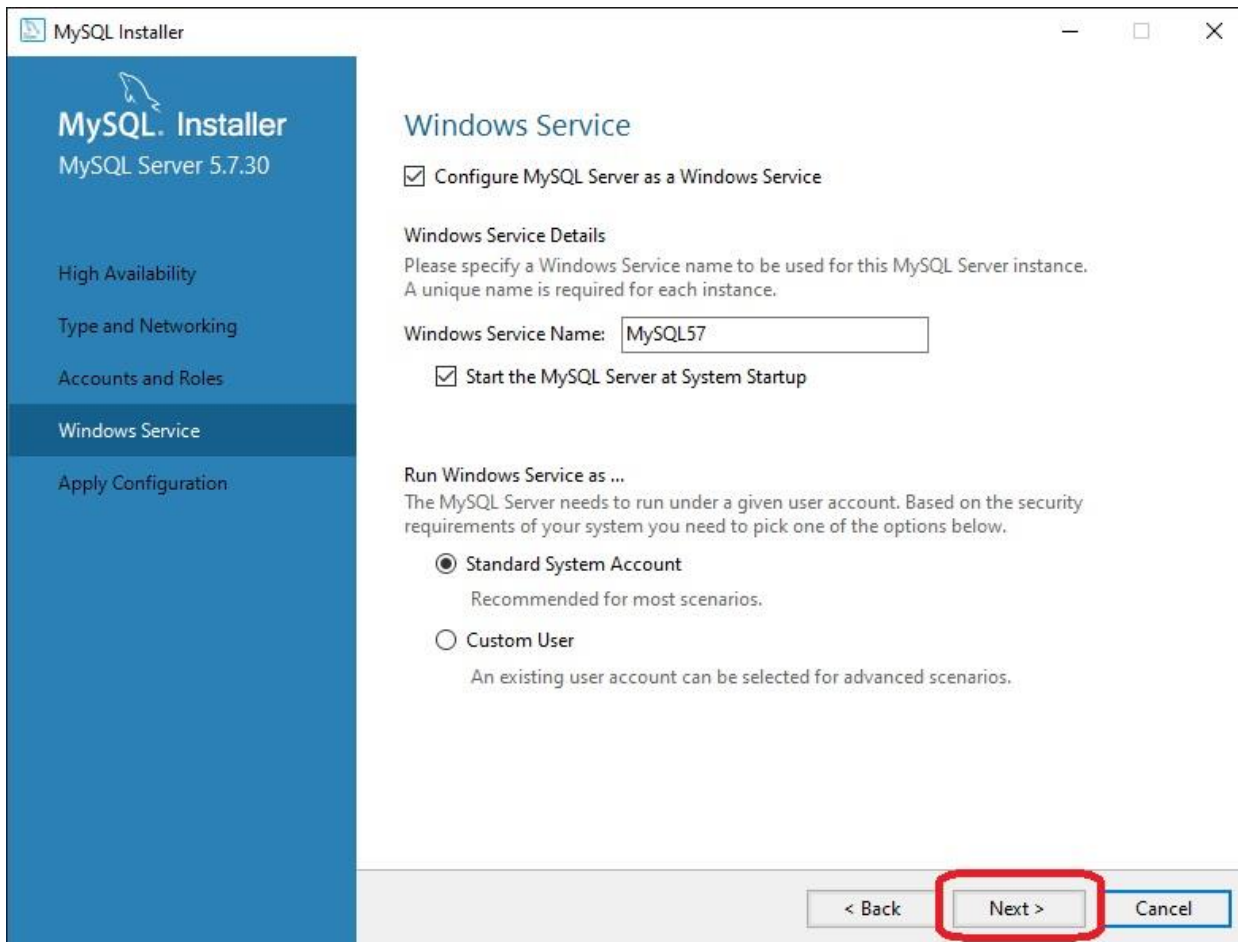 MySQL Installer
MySQL. Installer
MySQL Server 5.7.30
High Availability
Type and Networking
Accounts and Roles
Windows Service
Apply Configuration
Windows Service
Configure MySQL Server as a Windows Service
Windows Service Details
Please specify a Windows Service name to be used for this MySQL Server instance.
A unique name is required for each instance.
Windows Service Name: MySQL57
Start the MySQL Server at System Startup
Run Windows Service as ...
The MySQL Server needs to run under a given user account. Based on the security
requirements of your system you need to pick one of the options below.
Standard System Account
Recommended for most scenarios.
Custom User
An existing user account can be selected for advanced scenarios.
< Back Next > Cancel